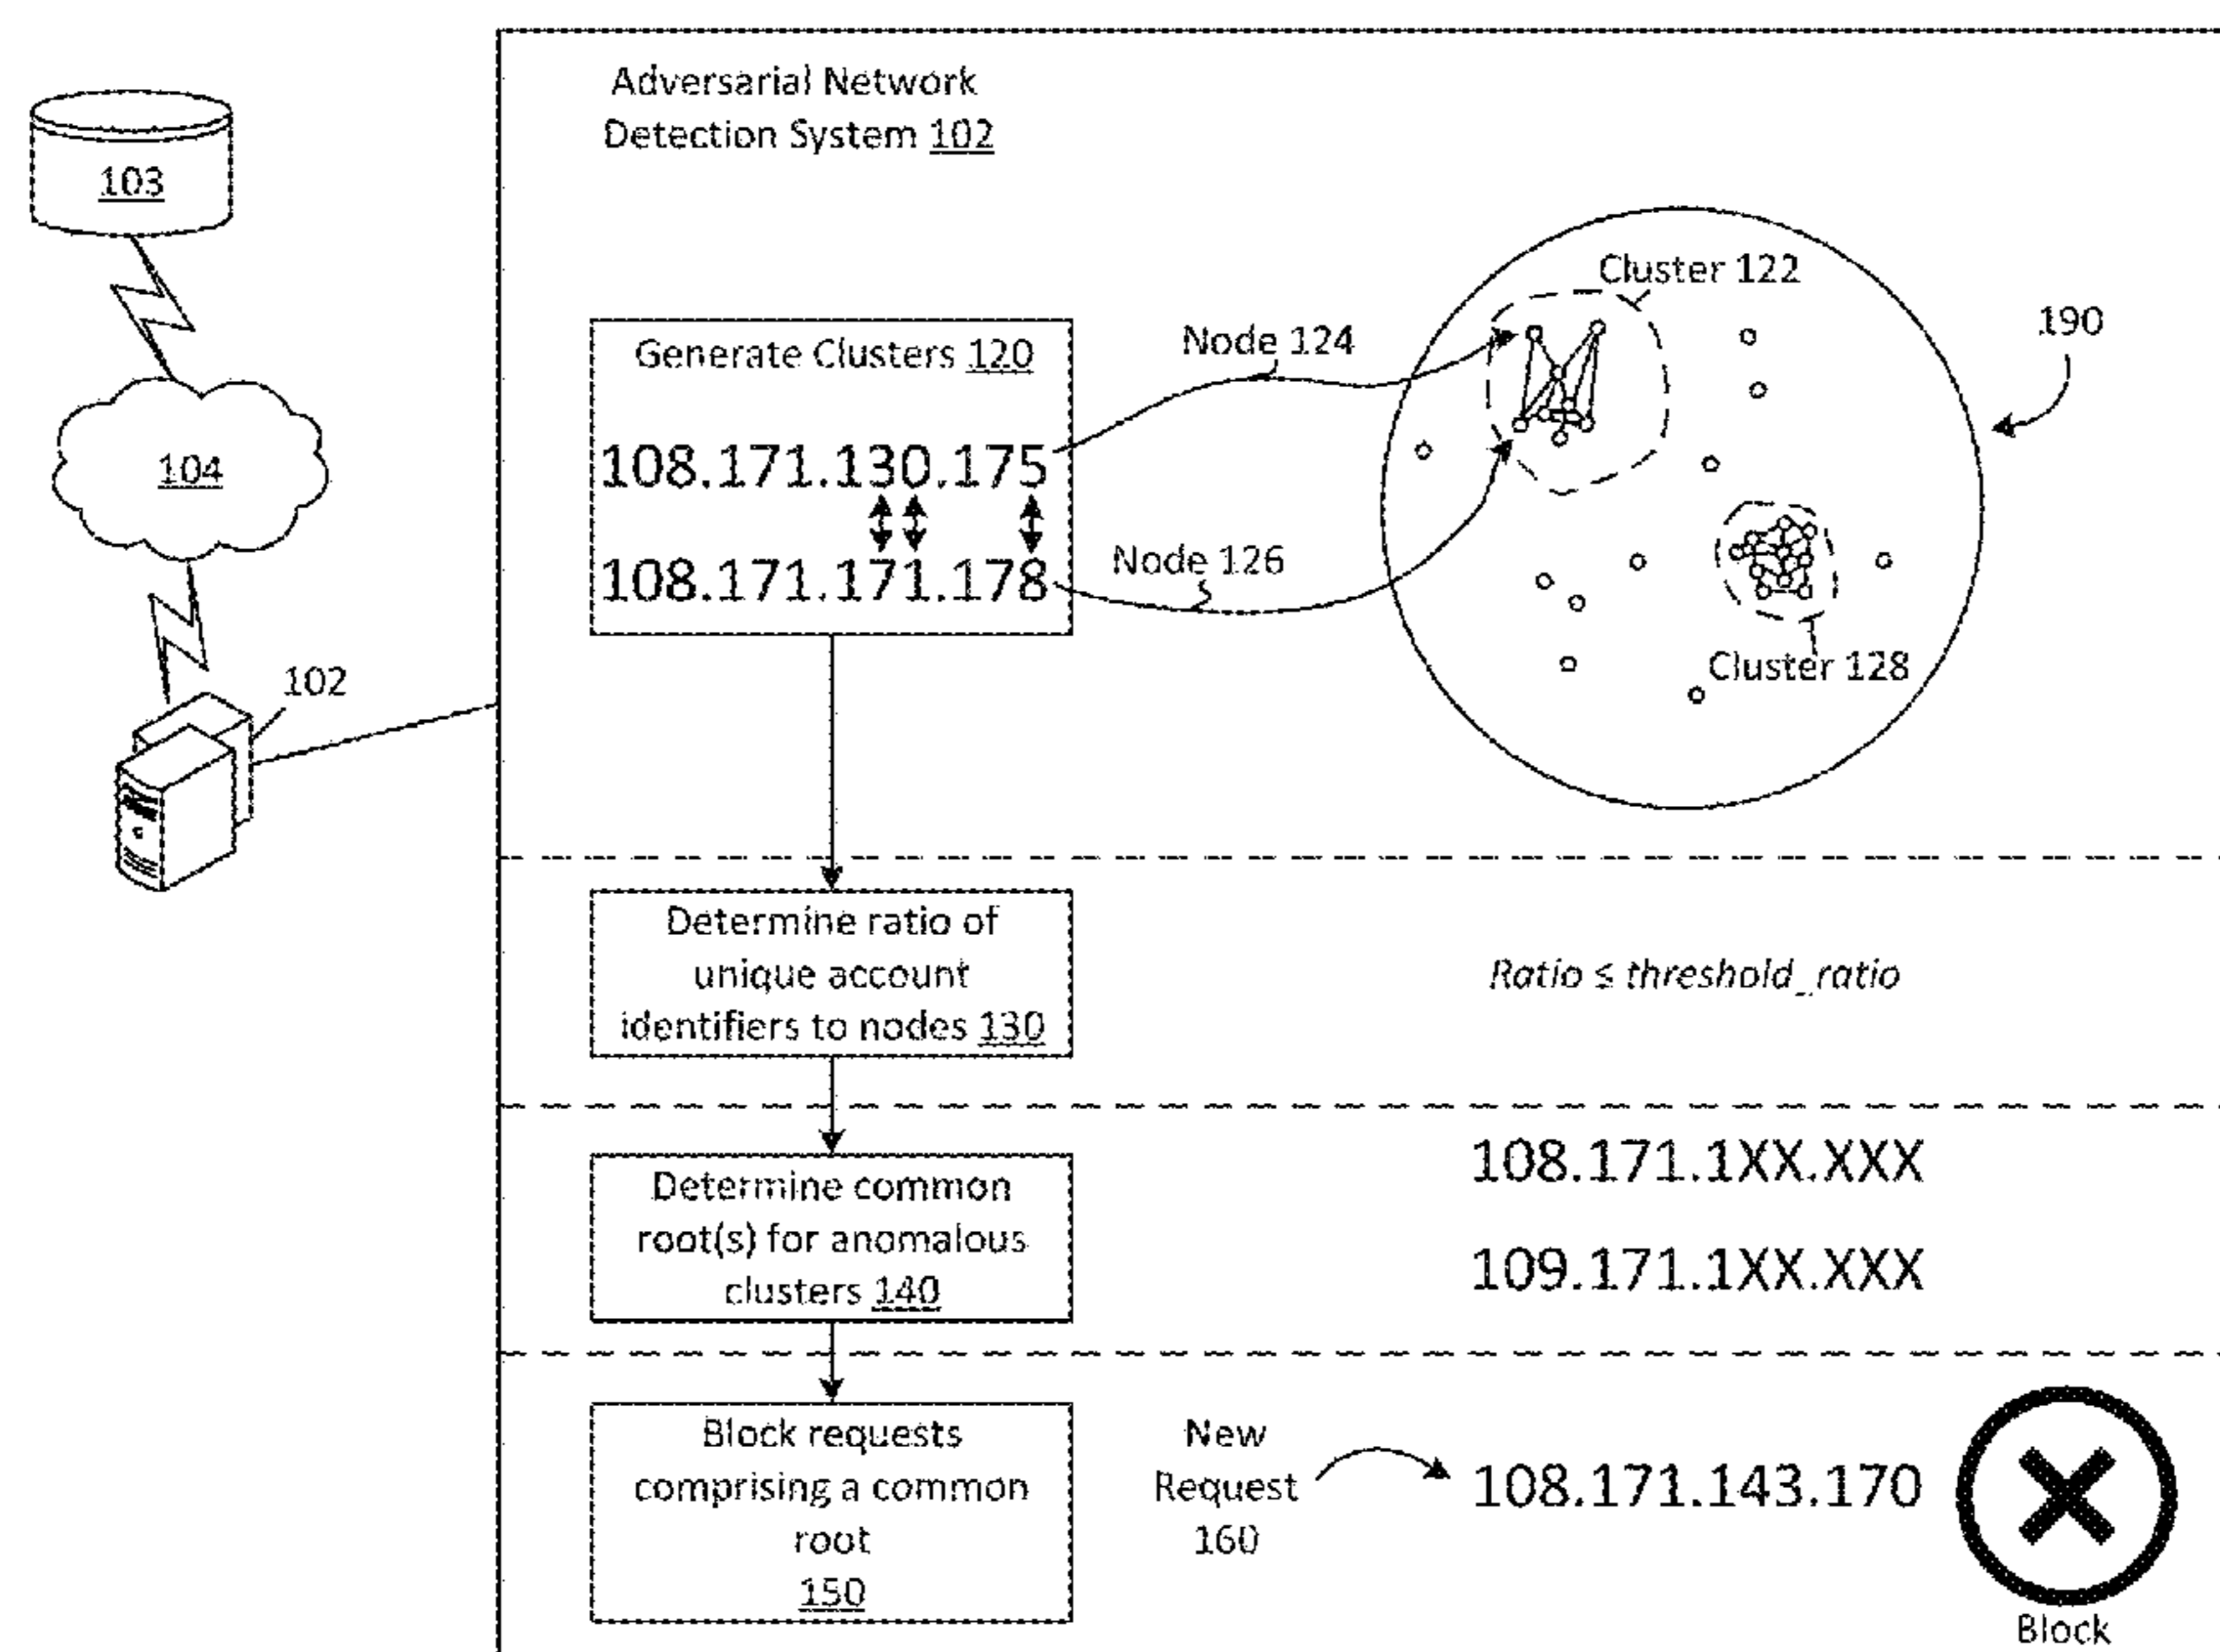 Adversarial Network
Detection System 102
103
104
102
Generate Clusters 120
108.171.130.175
108.171.171.178
Node 124
Node 126
Cluster 122
190
Cluster 128
Determine ratio of
unique account
identifiers to nodes 130
Ratio ≤ threshold_ratio
Determine common
root(s) for anomalous
clusters 140
108.171.1XX.XXX
109.171.1XX.XXX
Block requests
comprising a common
root
150
New
Request
160
108.171.143.170
Block